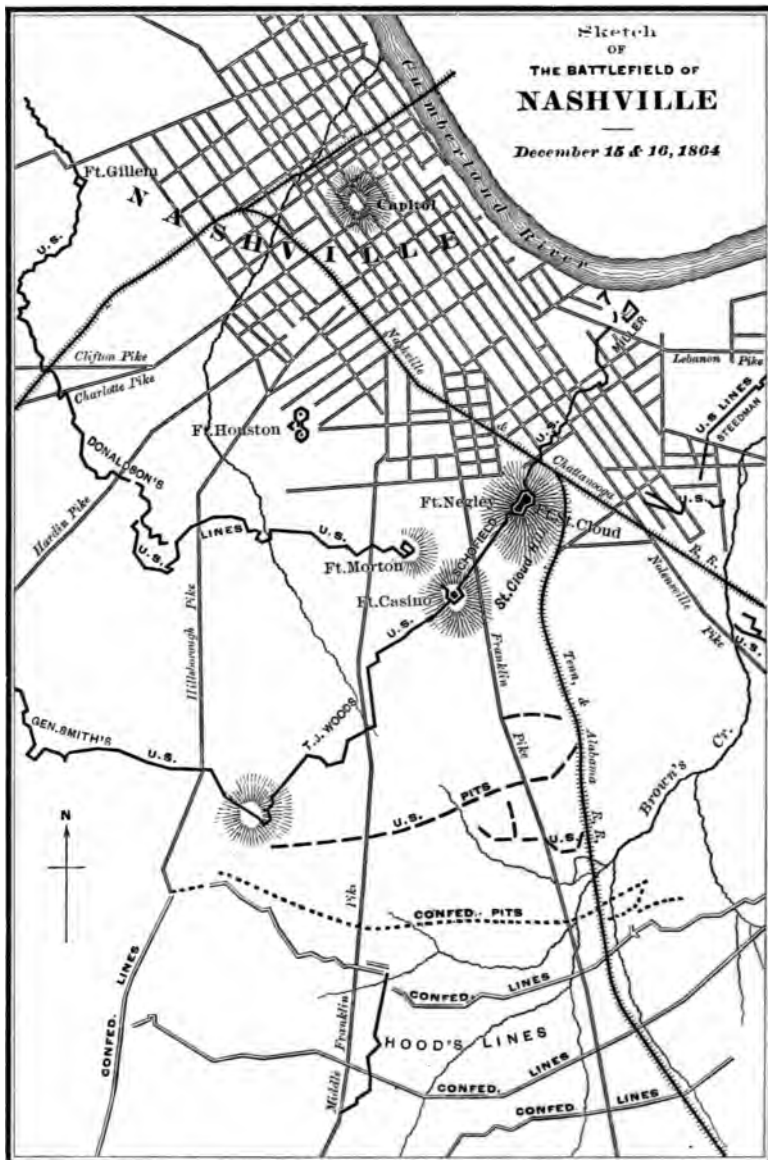 Sketch
OF
THE BATTLEFIELD OF
NASHVILLE
December 15 & 16, 1864
Cumberland River
Ft. Gillem
NASHVILLE
Capitol
U.S.
Clifton Pike
Charlotte Pike
Nashville & Chattanooga R. R.
MILLER
Lebanon Pike
U.S LINES
STEEDMAN
Ft. Houston
U.S.
U.S.
DONALDSON'S LINES
Hardin Pike
Ft. Negley
Ft. St. Cloud
St. Cloud Hill
SCHOFIELD
U.S.
U.S.
Ft. Morton
Ft. Casino
U.S.
Nolensville Pike
U.S.
Hillsborough Pike
Franklin Pike
Tenn. & Alabama R. R.
GEN. SMITH'S
U.S.
T.J. WOODS
Brown's Cr.
N
U.S. PITS
U.S.
CONFED. PITS
CONFED. LINES
CONFED. LINES
HOOD'S LINES
Middle Franklin Pike
CONFED. LINES
CONFED LINES